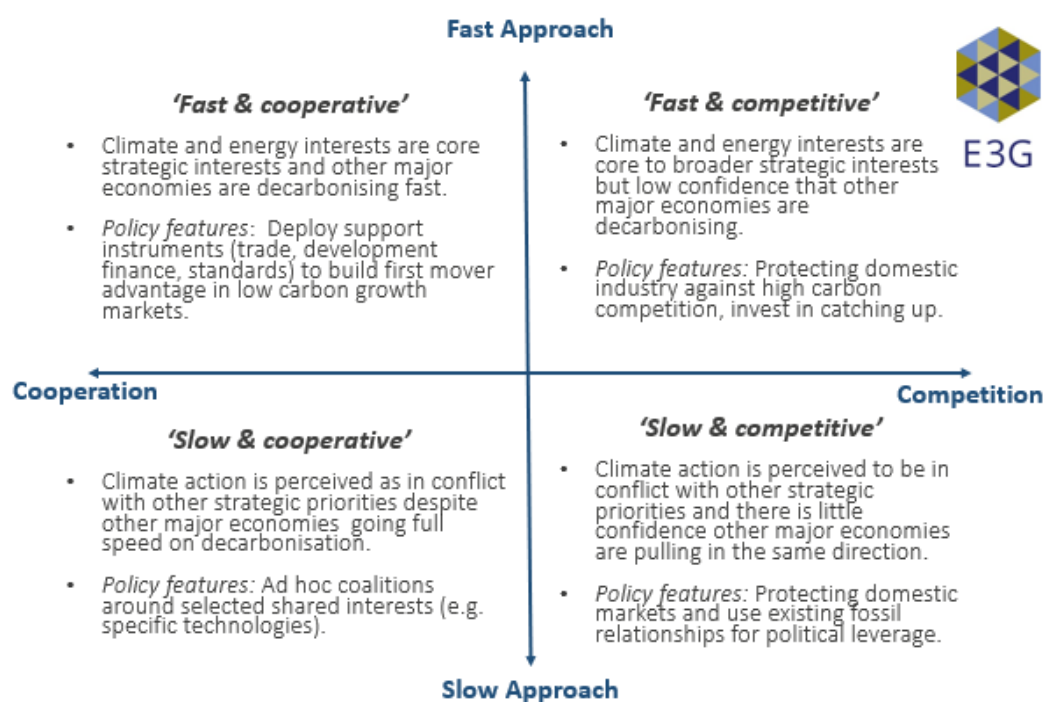 Fast Approach
E3G
'Fast & cooperative'
• Climate and energy interests are core
strategic interests and other major
economies are decarbonising fast.
• Policy features:  Deploy support
instruments (trade, development
finance, standards) to build first mover
advantage in low carbon growth
markets.
'Fast & competitive'
• Climate and energy interests are
core to broader strategic interests
but low confidence that other
major economies are
decarbonising.
• Policy features: Protecting domestic
industry against high carbon
competition, invest in catching up.
Cooperation
Competition
'Slow & cooperative'
• Climate action is perceived as in conflict
with other strategic priorities despite
other major economies  going full
speed on decarbonisation.
• Policy features: Ad hoc coalitions
around selected shared interests (e.g.
specific technologies).
'Slow & competitive'
• Climate action is perceived to be in
conflict with other strategic
priorities and there is little
confidence other major economies
are pulling in the same direction.
• Policy features: Protecting domestic
markets and use existing fossil
relationships for political leverage.
Slow Approach